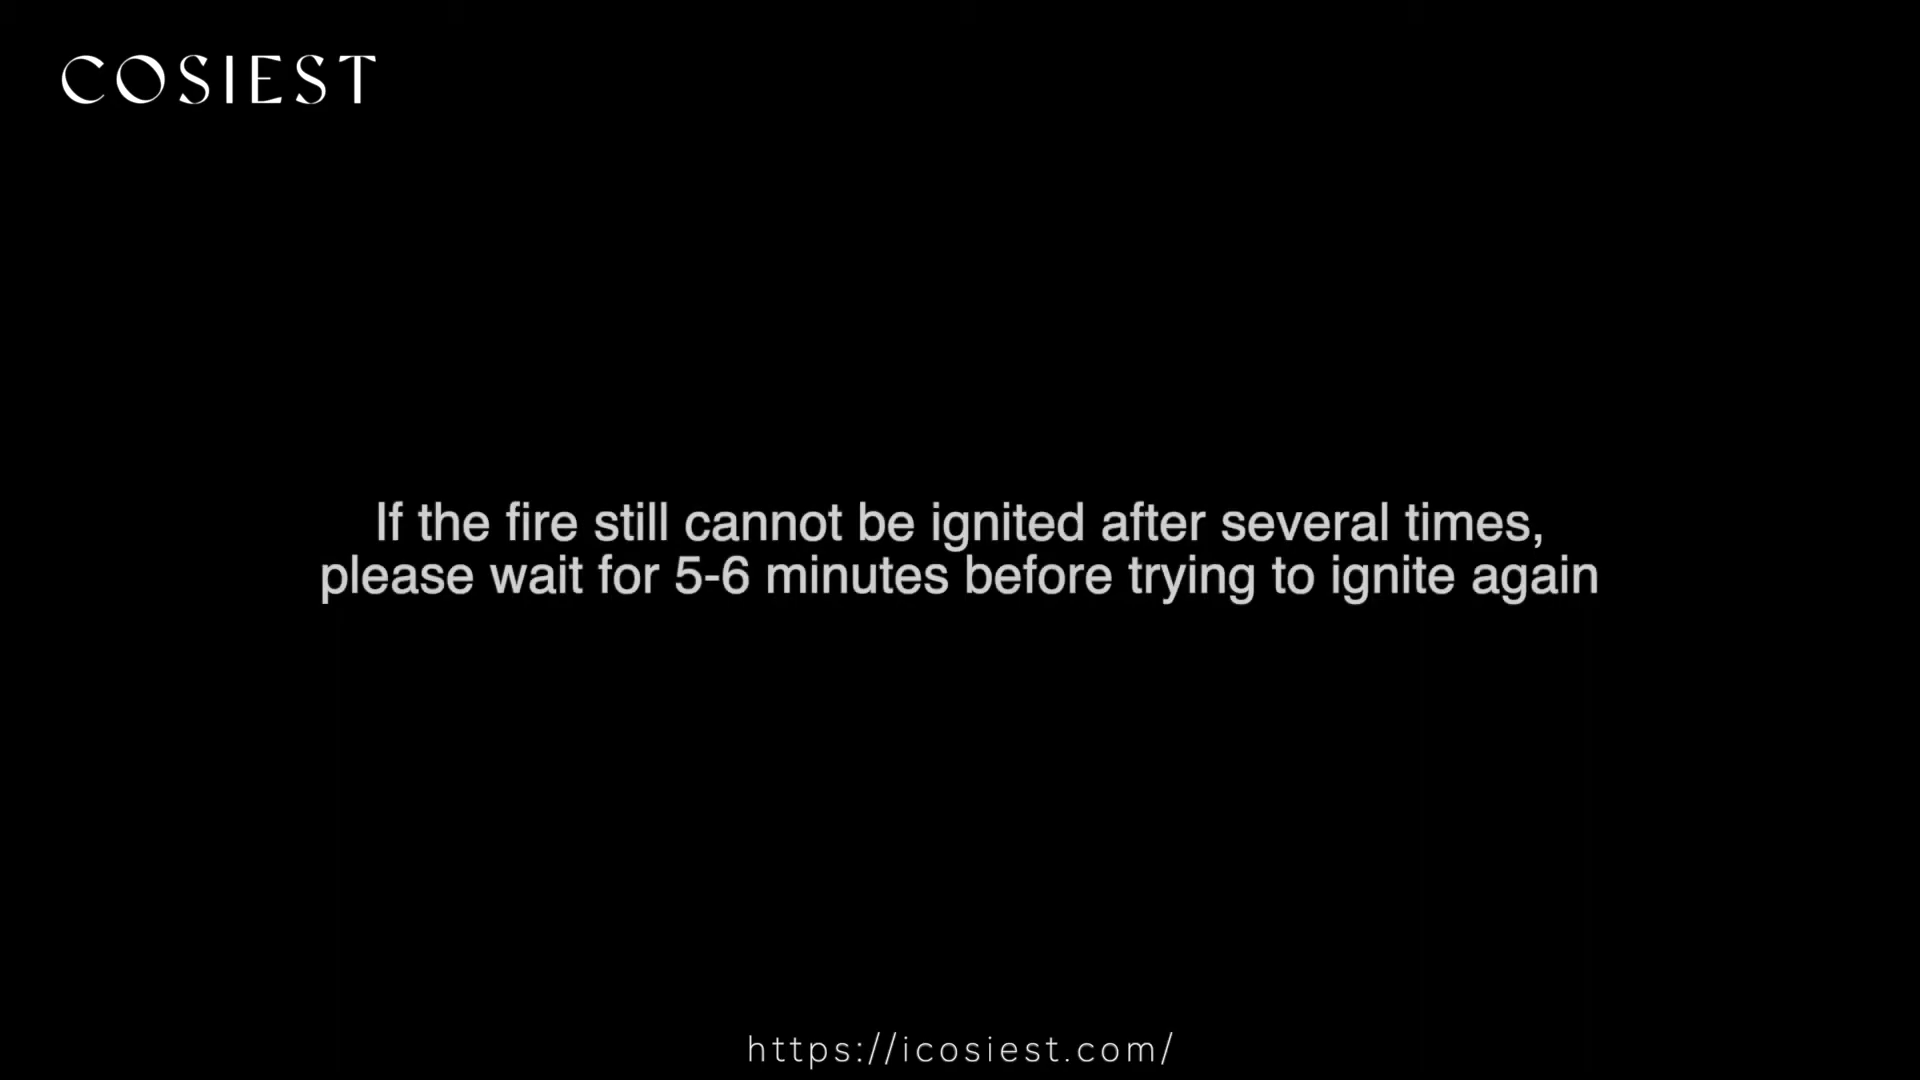 COSIEST
If the fire still cannot be ignited after several times,
please wait for 5-6 minutes before trying to ignite again
https://icosiest.com/